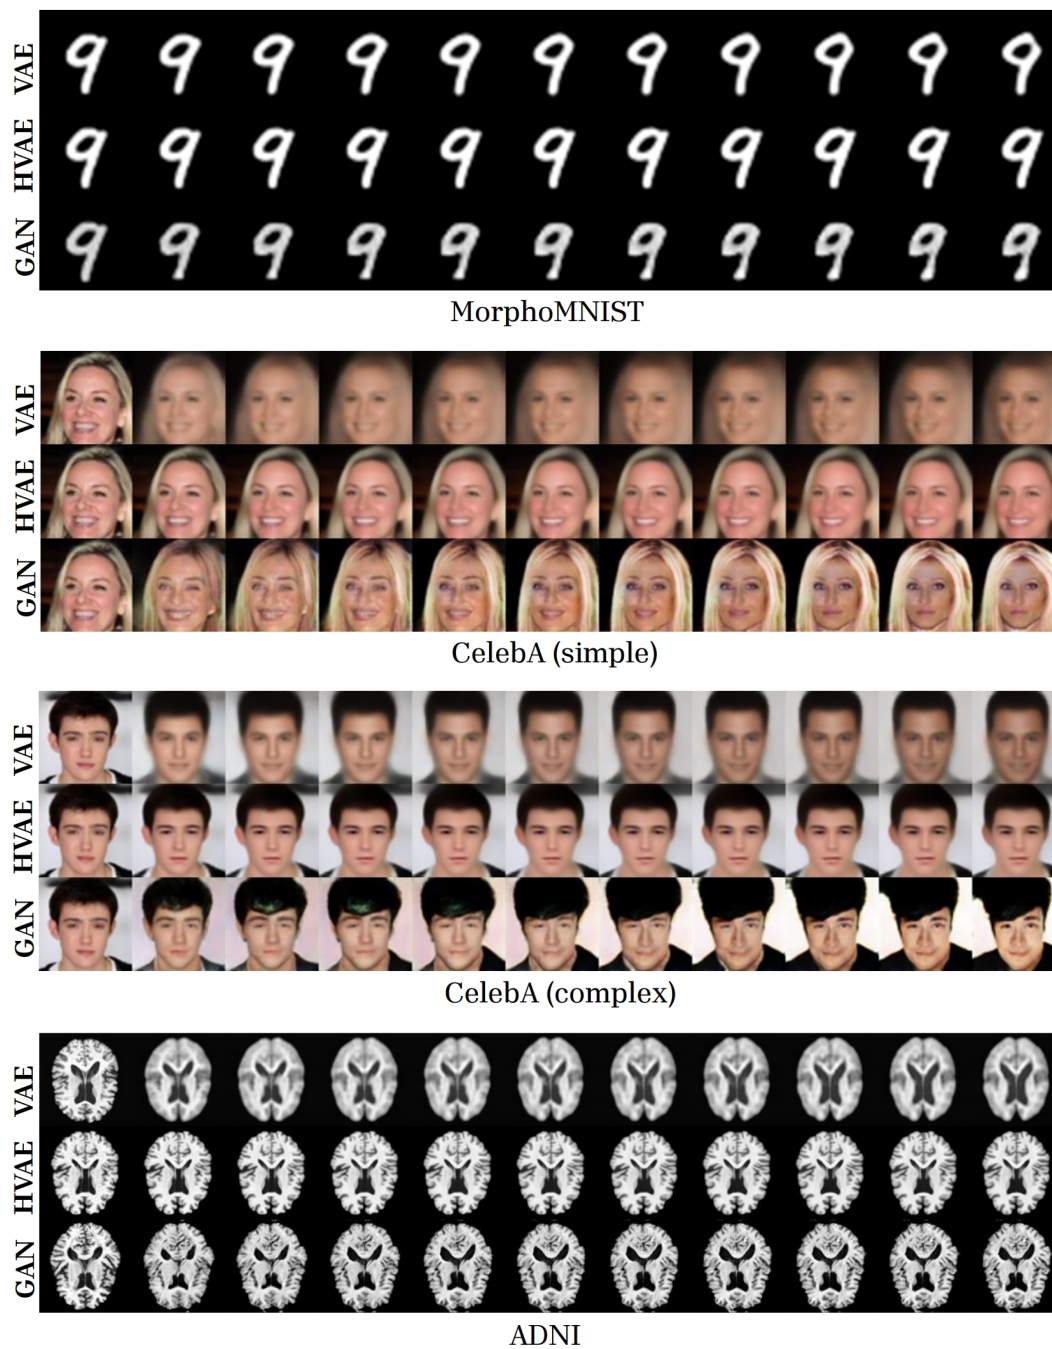 VAE
HVAE
GAN
MorphoMNIST
VAE
HVAE
GAN
CelebA (simple)
VAE
HVAE
GAN
CelebA (complex)
VAE
HVAE
GAN
ADNI